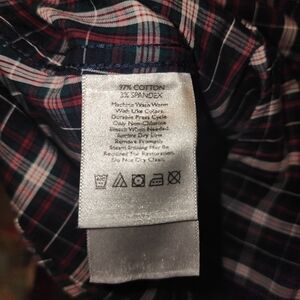 97% COTTON
3% SPANDEX
Machine Wash Warm
With Like Colors
Durable Press Cycle
Only Non-Chlorine
Bleach When Needed
Tumble Dry Low
Remove Promptly
Steam Ironing May Be
Required For Restoration.
Do Not Dry Clean.